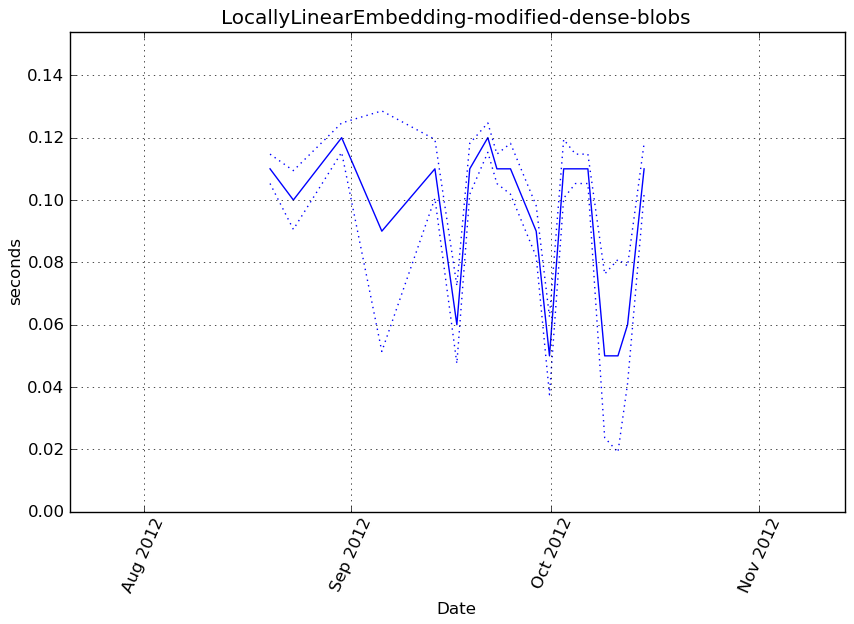 LocallyLinearEmbedding-modified-dense-blobs
0.14
0.12
0.10
0.08
0.06
0.04
0.02
0.00
seconds
Aug 2012
Sep 2012
Oct 2012
Nov 2012
Date